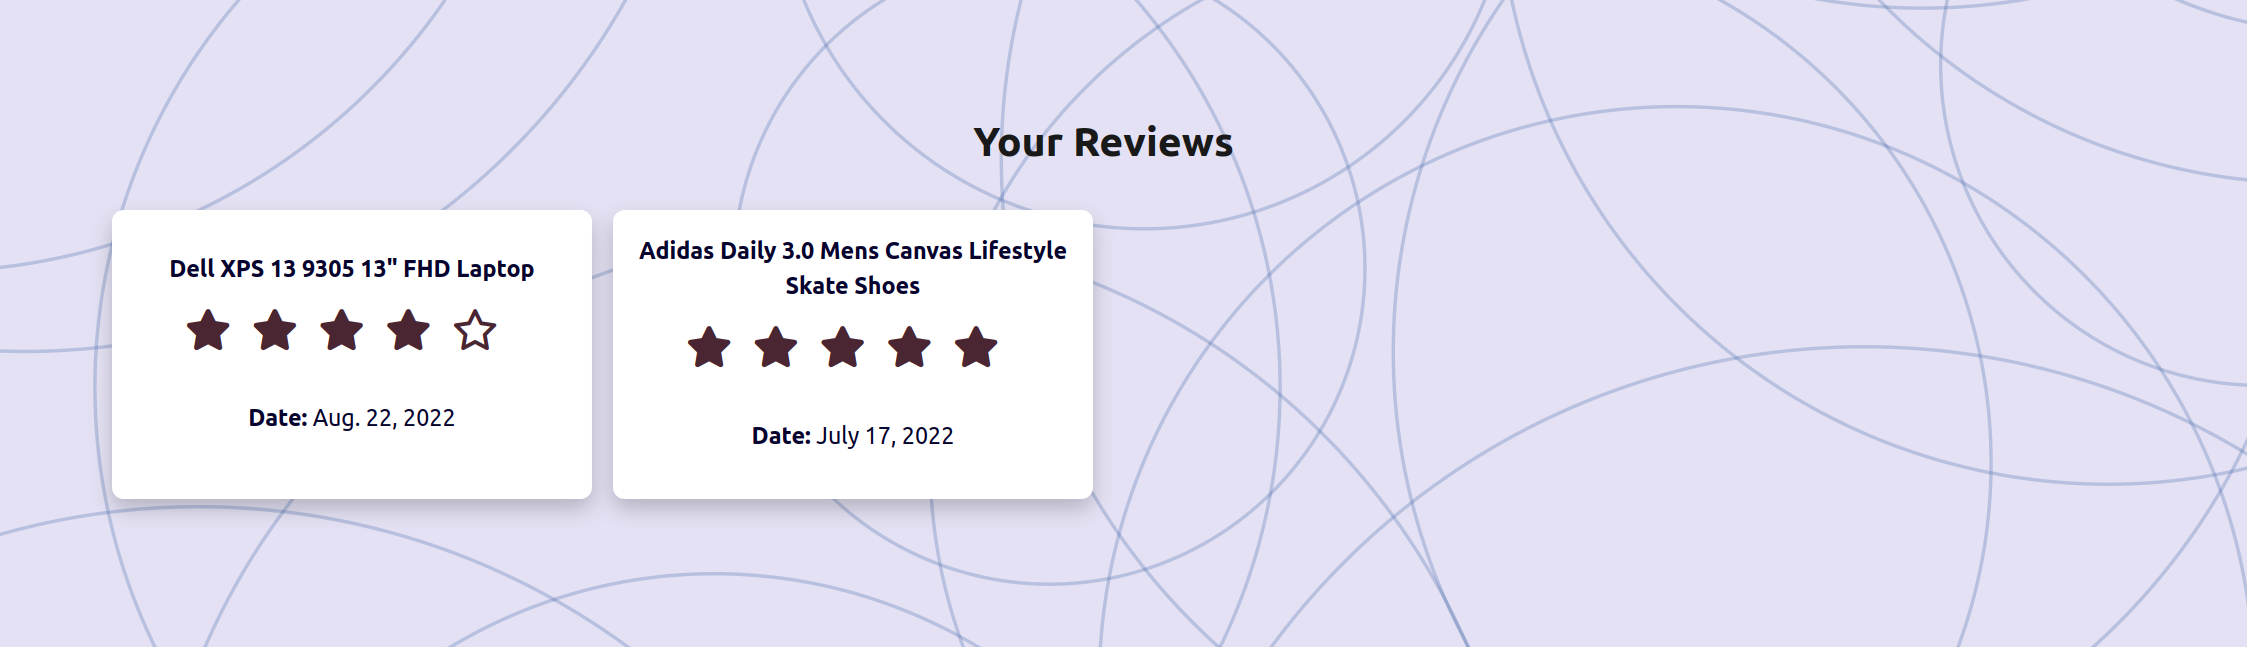 Your Reviews
Dell XPS 13 9305 13" FHD Laptop
Date: Aug. 22, 2022
Adidas Daily 3.0 Mens Canvas Lifestyle
Skate Shoes
Date: July 17, 2022